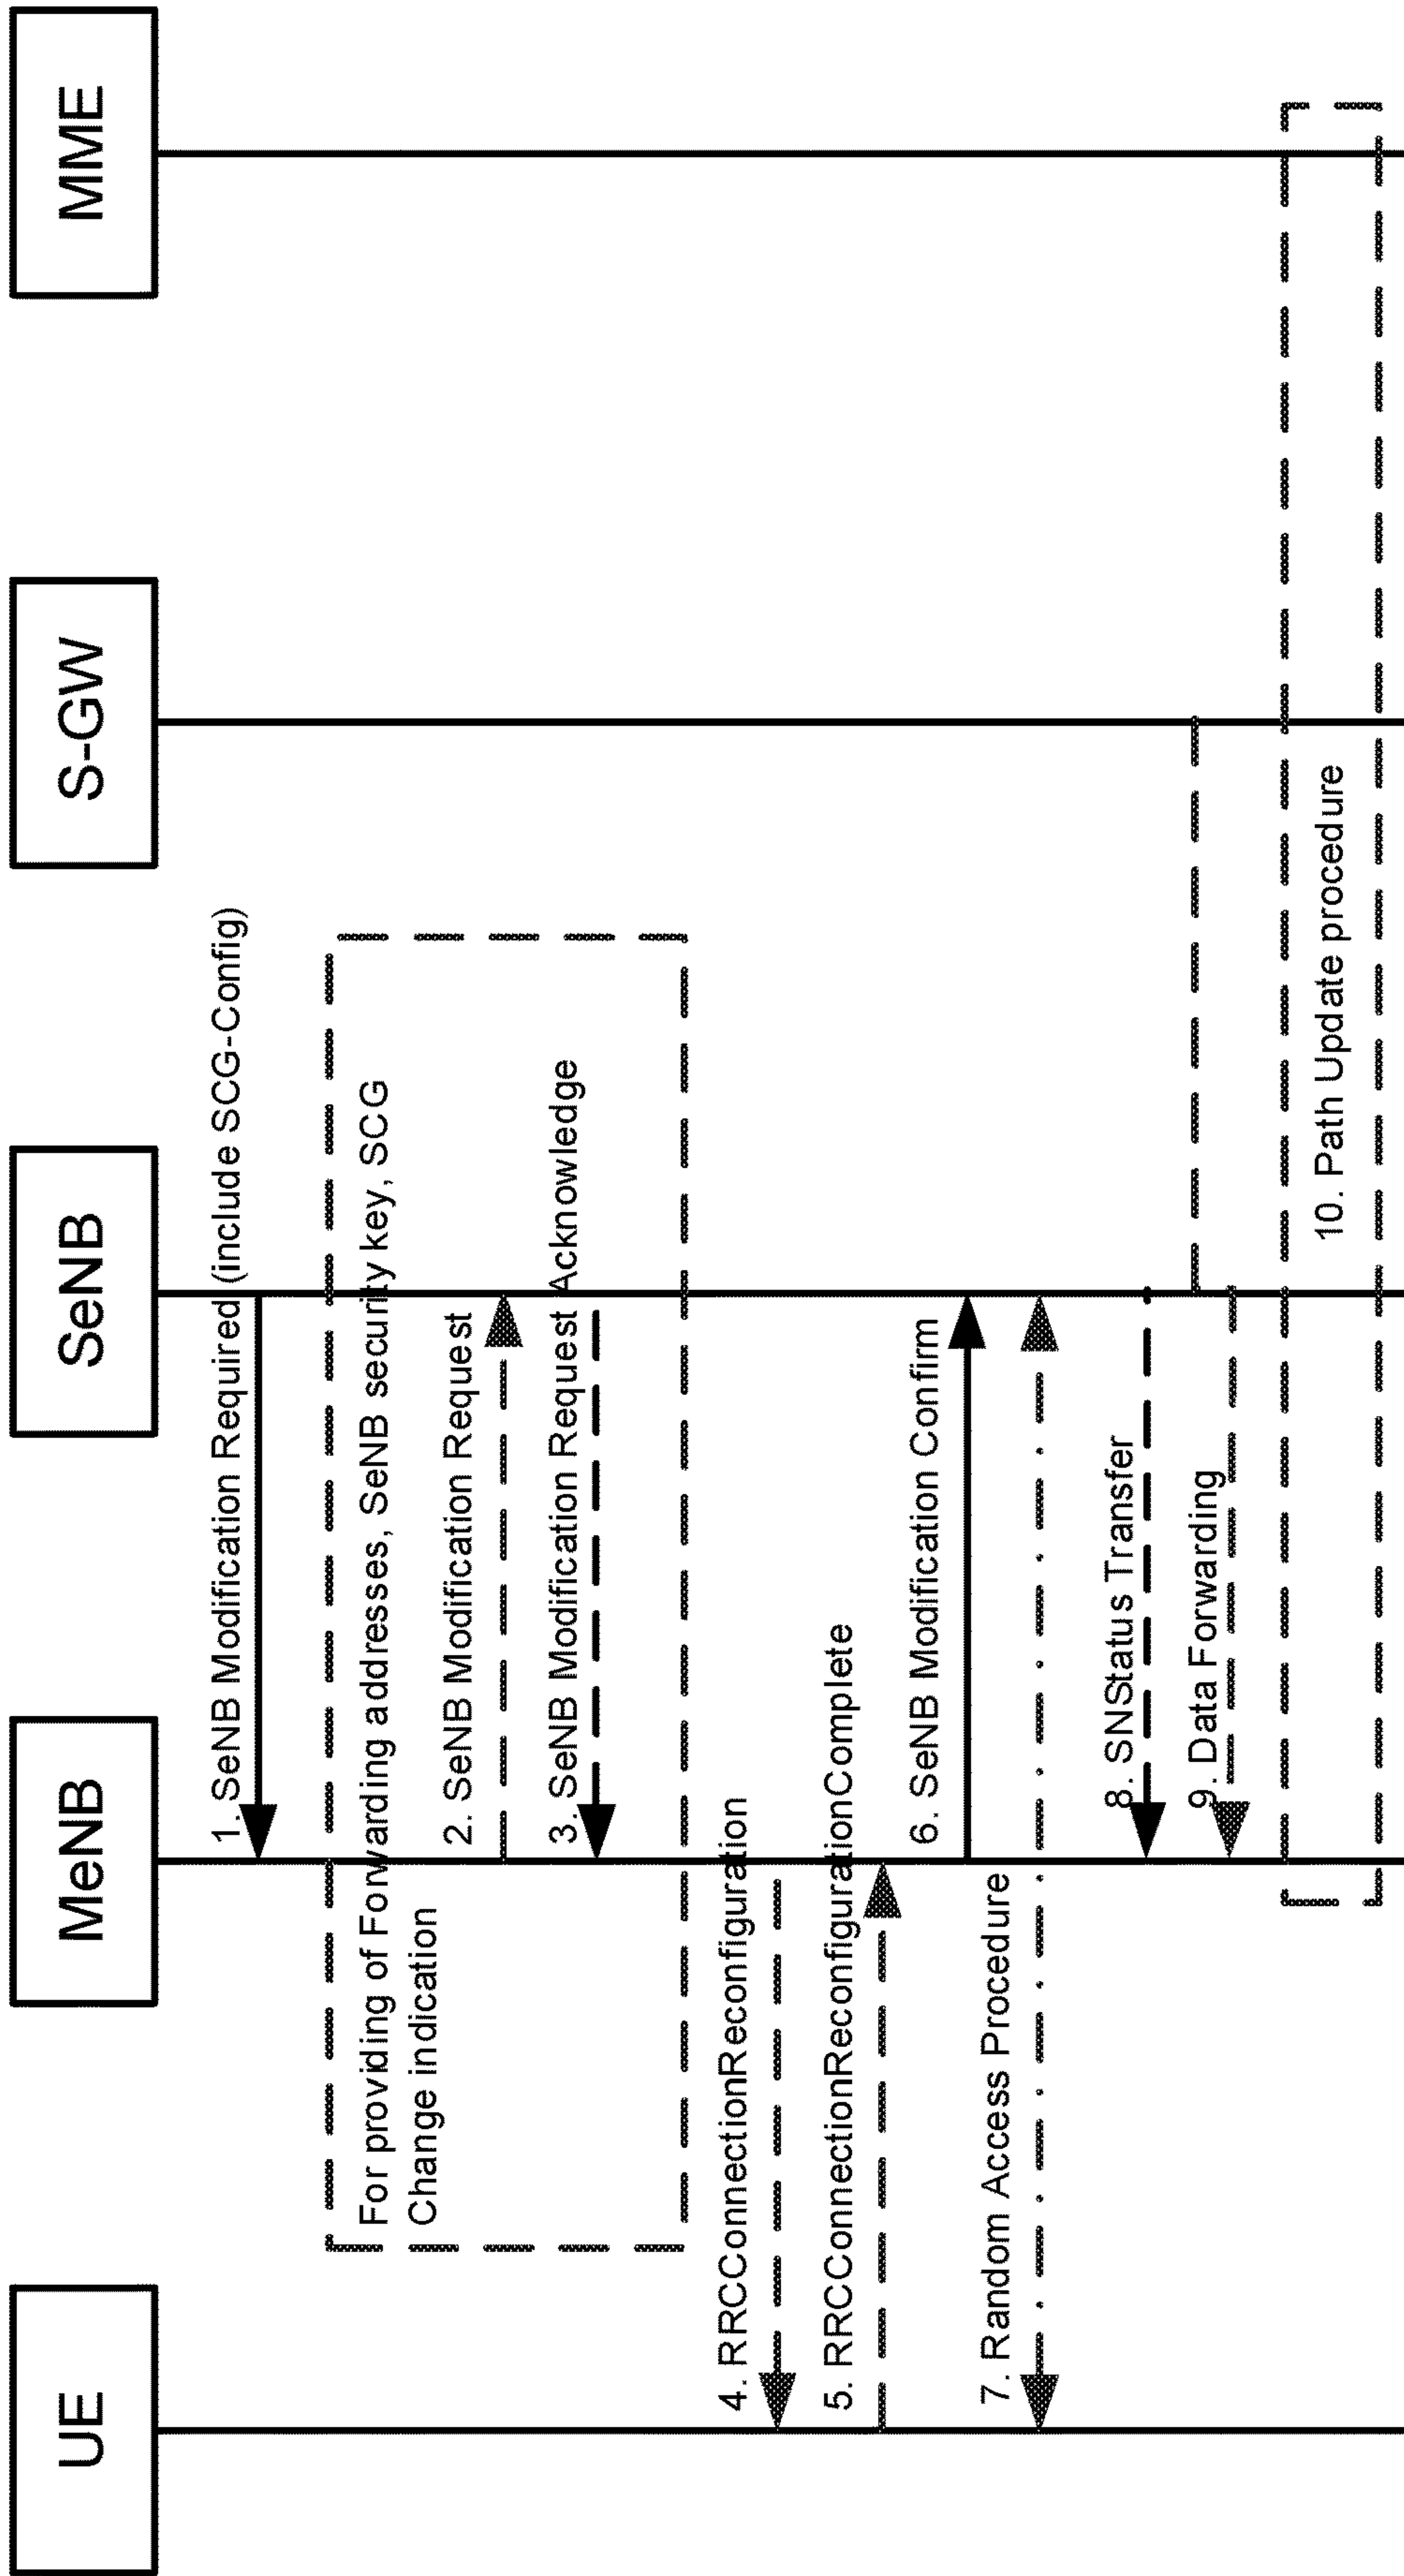 UE
MeNB
SeNB
S-GW
MME
1. SeNB Modification Required (include SCG-Config)
For providing of Forwarding addresses, SeNB security key, SCG
Change indication
2. SeNB Modification Request
3. SeNB Modification Request Acknowledge
4. RRCConnectionReconfiguration
5. RRCConnectionReconfigurationComplete
6. SeNB Modification Confirm
7. Random Access Procedure
8. SNStatus Transfer
9. Data Forwarding
10. Path Update procedure